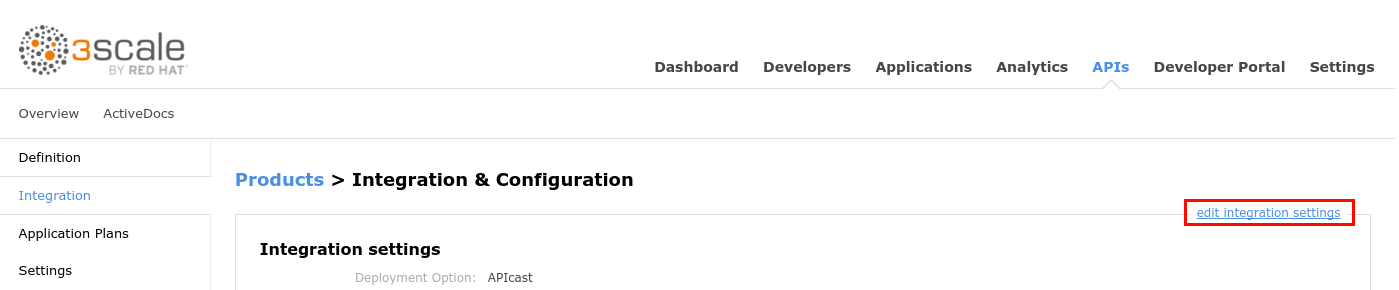 3scale
BY RED HAT
Dashboard Developers Applications Analytics APIs Developer Portal Settings
Overview ActiveDocs
Definition
Integration
Application Plans
Settings
Products > Integration & Configuration
edit integration settings
Integration settings
Deployment Option: APIcast